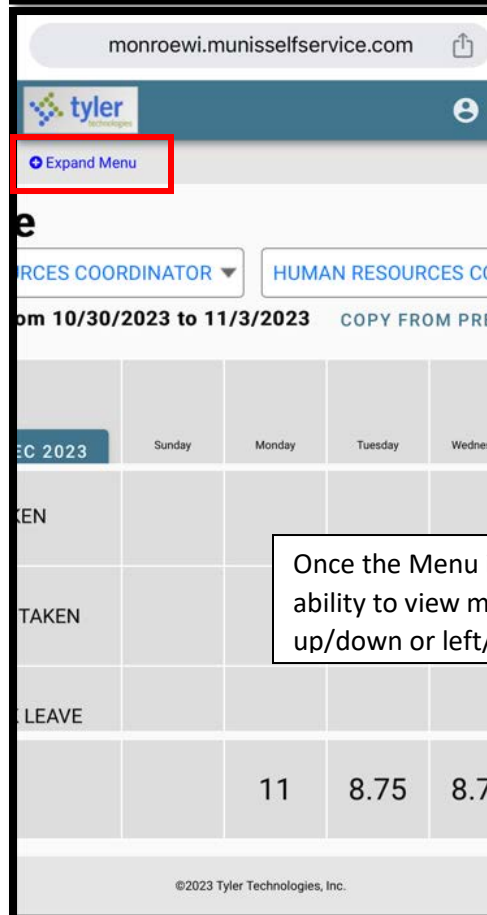 monroewi.munisselfservice.com
tyler
technologies
Expand Menu
e
RCES COORDINATOR HUMAN RESOURCES CO
om 10/30/2023 to 11/3/2023 COPY FROM PRE
EC 2023 Sunday Monday Tuesday Wednes
KEN
TAKEN
LEAVE
Once the Menu
ability to view m
up/down or left/
11 8.75 8.7
©2023 Tyler Technologies, Inc.